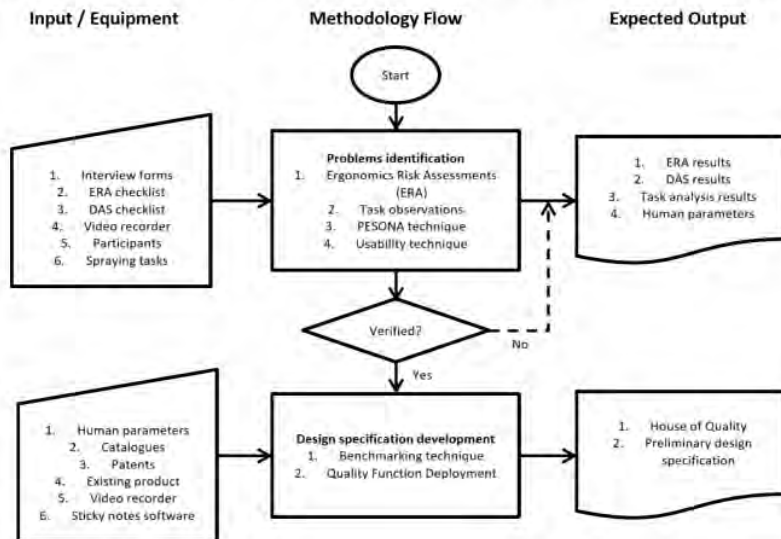 Input / Equipment
Methodology Flow
Expected Output
Start
1. Interview forms
2. ERA checklist
3. DAS checklist
4. Video recorder
5. Participants
6. Spraying tasks
Problems identification
1. Ergonomics Risk Assessments
(ERA)
2. Task observations
3. PESONA technique
4. Usability technique
1. ERA results
2. DAS results
3. Task analysis results
4. Human parameters
Verified?
No
Yes
1. Human parameters
2. Catalogues
3. Patents
4. Existing product
5. Video recorder
6. Sticky notes software
Design specification development
1. Benchmarking technique
2. Quality Function Deployment
1. House of Quality
2. Preliminary design
specification